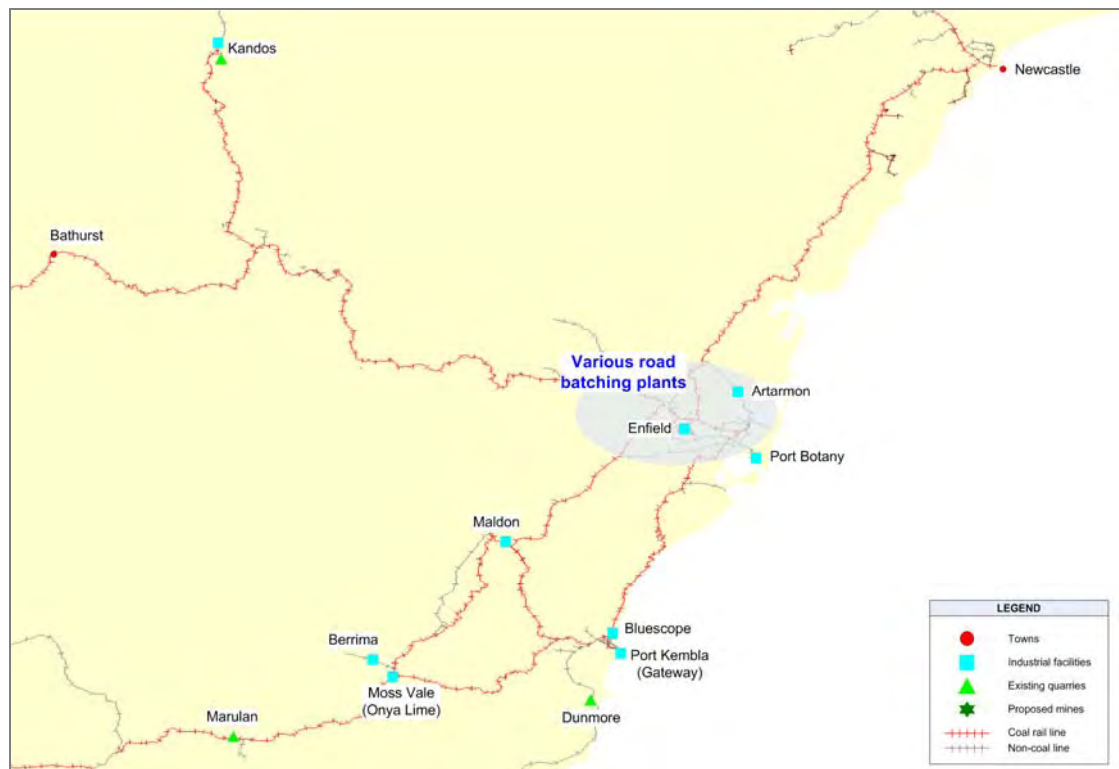 Kandos
Newcastle
Bathurst
Various road
batching plants
Artarmon
Enfield
Port Botany
Maldon
Bluescope
Berrima
Port Kembla
(Gateway)
Moss Vale
(Onya Lime)
Marulan
Dunmore
LEGEND
Towns
Industrial facilities
Existing quarries
Proposed mines
Coal rail line
Non-coal line